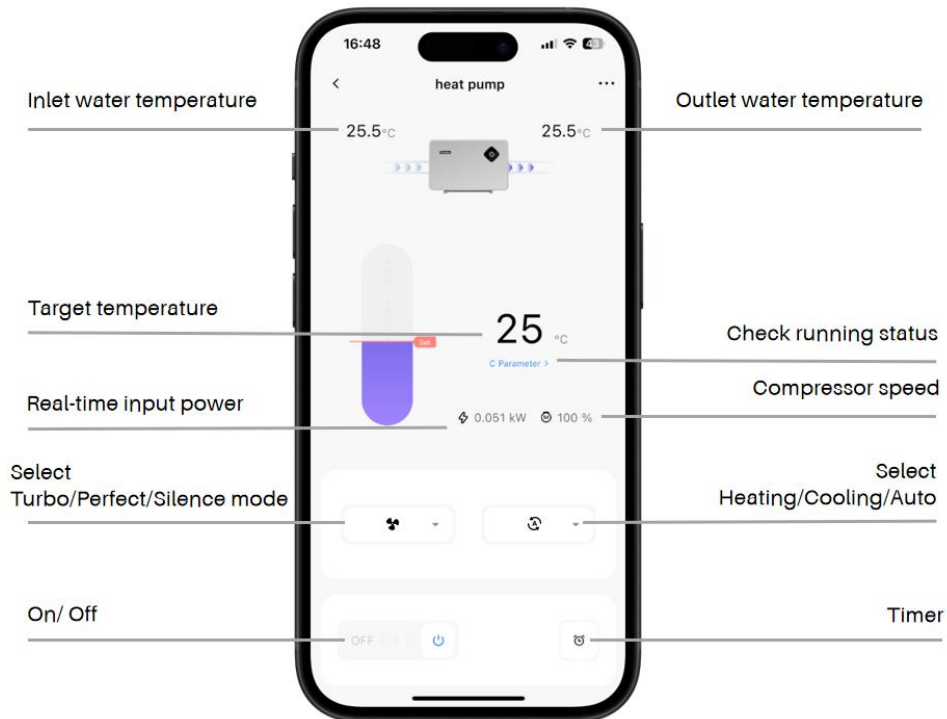 16:48
43
heat pump
Inlet water temperature
Outlet water temperature
25.5°C
25.5°C
Target temperature
25 °C
Set
Check running status
C Parameter >
Compressor speed
Real-time input power
0.051 kW
100 %
Select
Turbo/Perfect/Silence mode
Select
Heating/Cooling/Auto
A
On/ Off
Timer
OFF